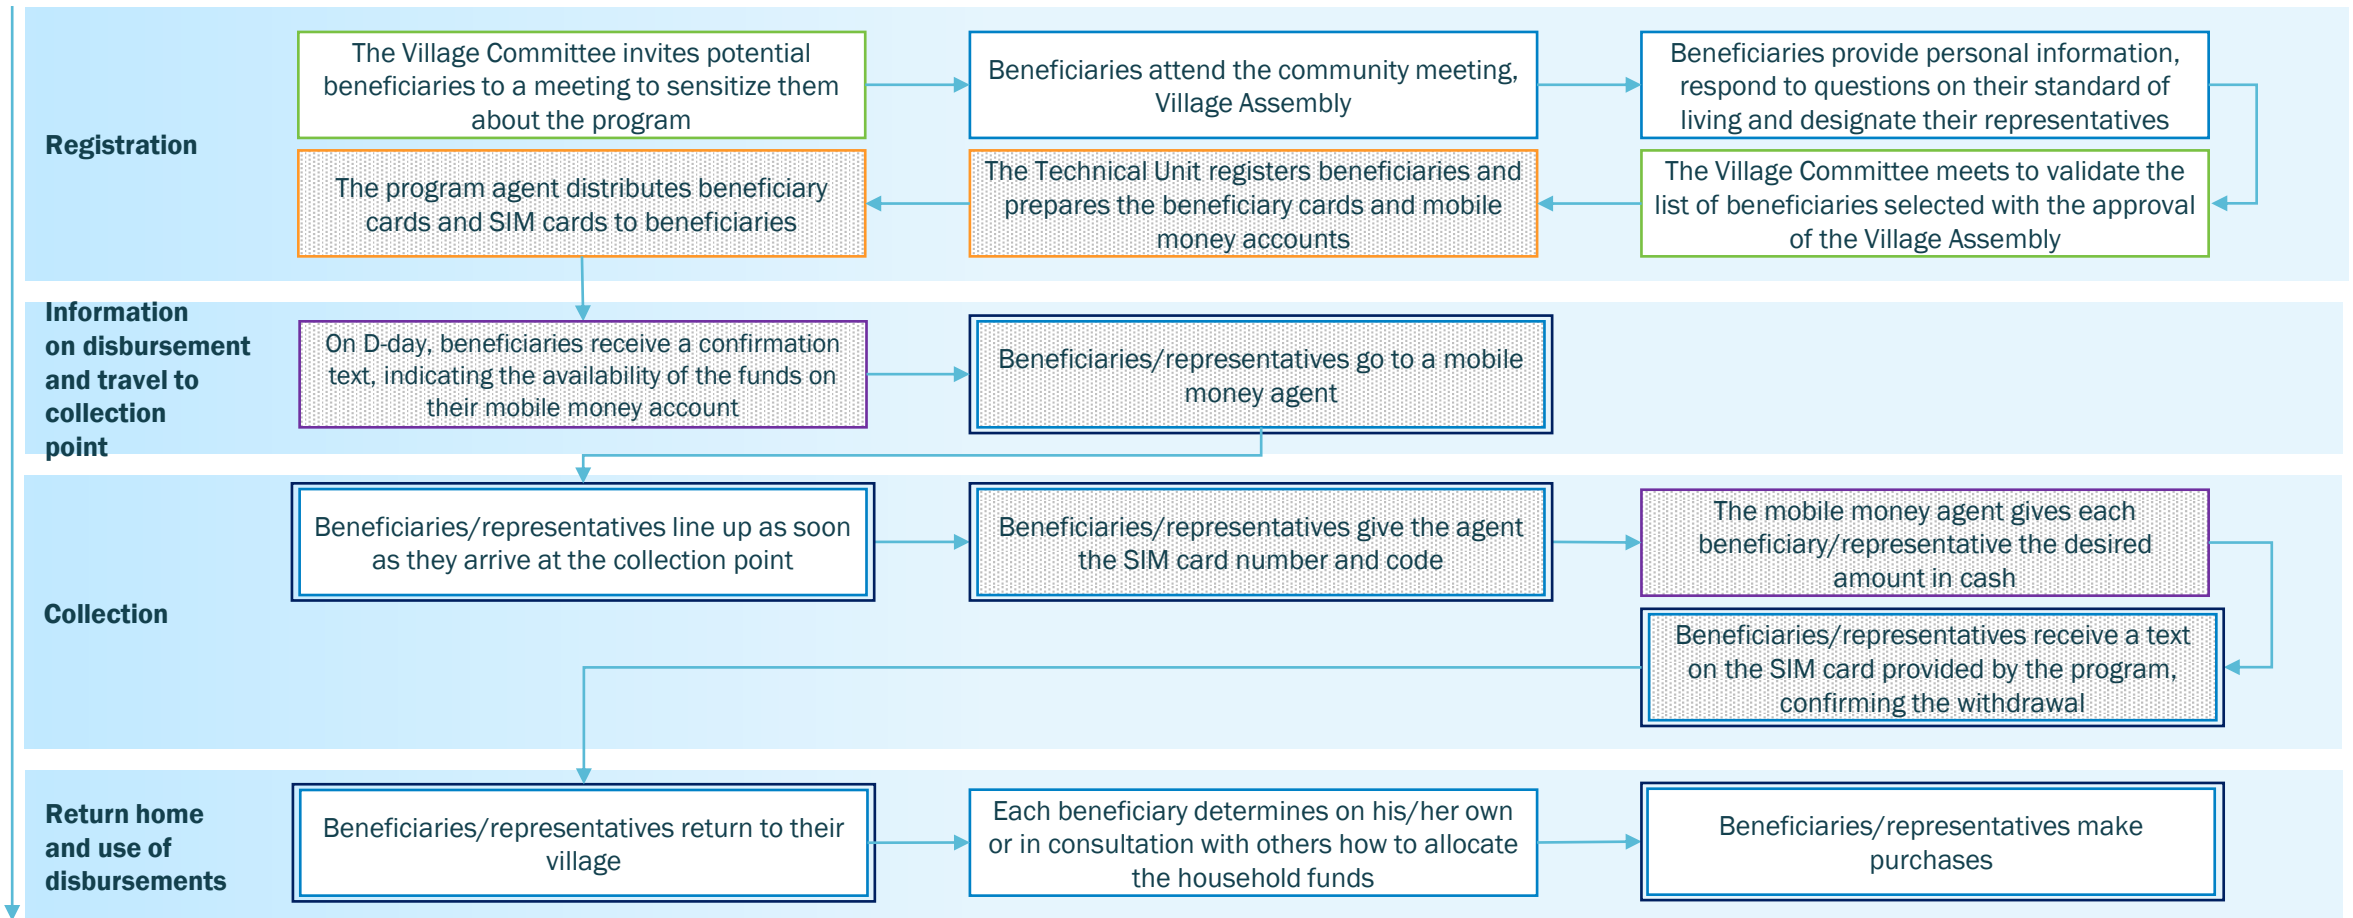 Registration
The Village Committee invites potential
beneficiaries to a meeting to sensitize them
about the program
Beneficiaries attend the community meeting,
Village Assembly
Beneficiaries provide personal information,
respond to questions on their standard of
living and designate their representatives
The Village Committee meets to validate the
list of beneficiaries selected with the approval
of the Village Assembly
The Technical Unit registers beneficiaries and
prepares the beneficiary cards and mobile
money accounts
The program agent distributes beneficiary
cards and SIM cards to beneficiaries
Information
on disbursement
and travel to
collection
point
On D-day, beneficiaries receive a confirmation
text, indicating the availability of the funds on
their mobile money account
Beneficiaries/representatives go to a mobile
money agent
Collection
Beneficiaries/representatives line up as soon
as they arrive at the collection point
Beneficiaries/representatives give the agent
the SIM card number and code
The mobile money agent gives each
beneficiary/representative the desired
amount in cash
Beneficiaries/representatives receive a text
on the SIM card provided by the program,
confirming the withdrawal
Return home
and use of
disbursements
Beneficiaries/representatives return to their
village
Each beneficiary determines on his/her own
or in consultation with others how to allocate
the household funds
Beneficiaries/representatives make
purchases